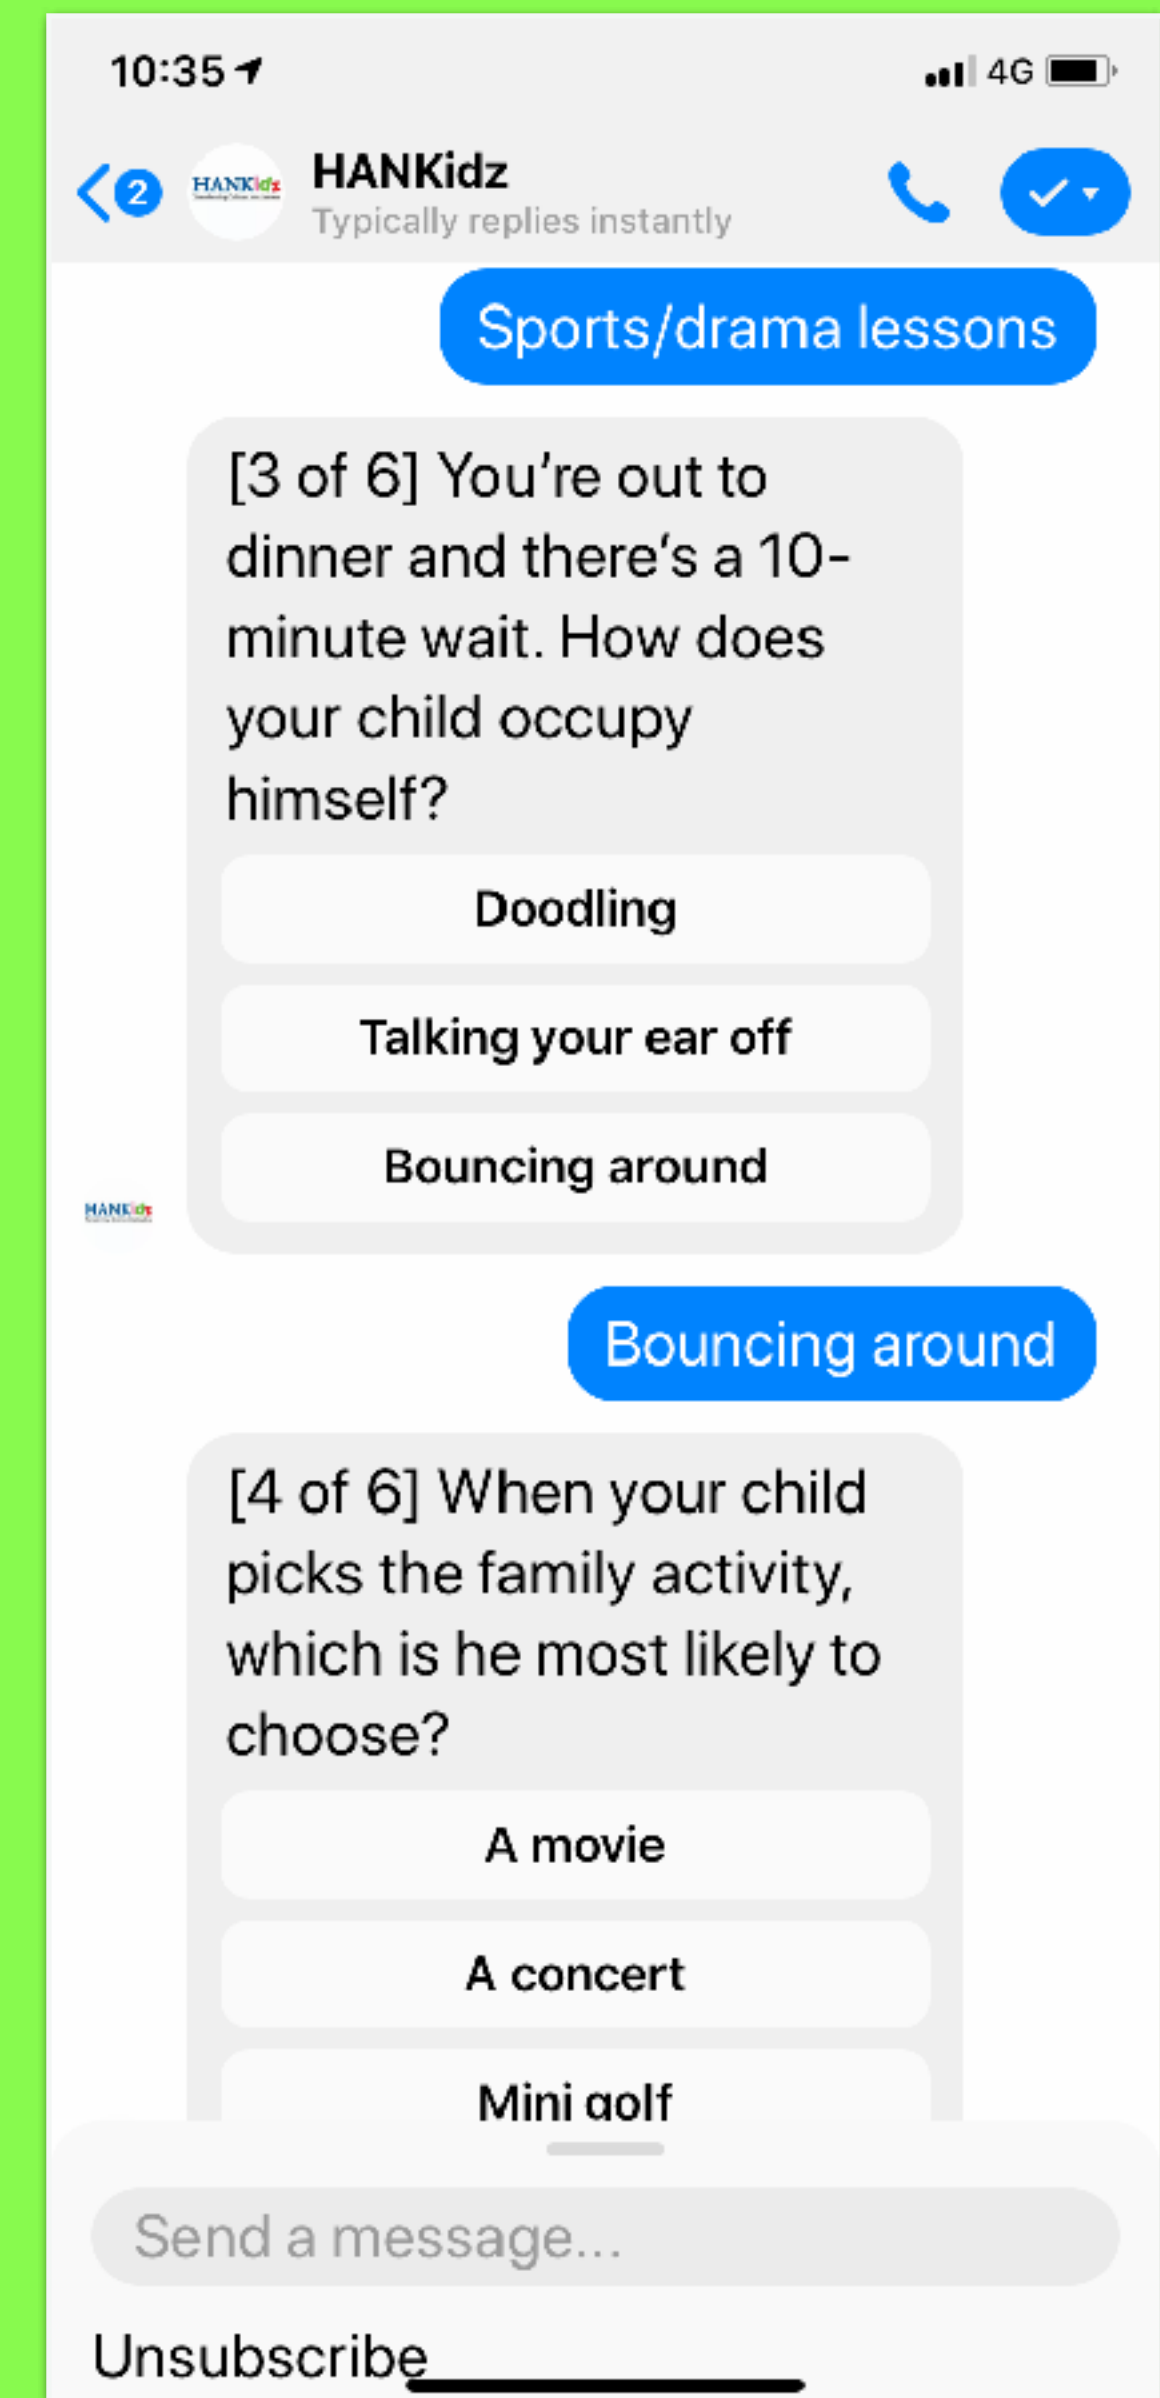 10:35
4G
2
HANKidz
HANKidz
Typically replies instantly
Sports/drama lessons
[3 of 6] You're out to
dinner and there's a 10-
minute wait. How does
your child occupy
himself?
Doodling
Talking your ear off
Bouncing around
HANKidz
Bouncing around
[4 of 6] When your child
picks the family activity,
which is he most likely to
choose?
A movie
A concert
Mini golf
Send a message...
Unsubscribe